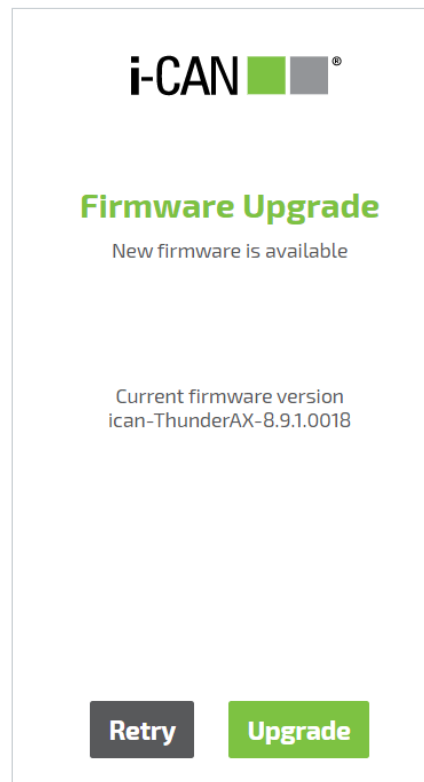 i-CAN ®
Firmware Upgrade
New firmware is available
Current firmware version
ican-ThunderAX-8.9.1.0018
Retry
Upgrade